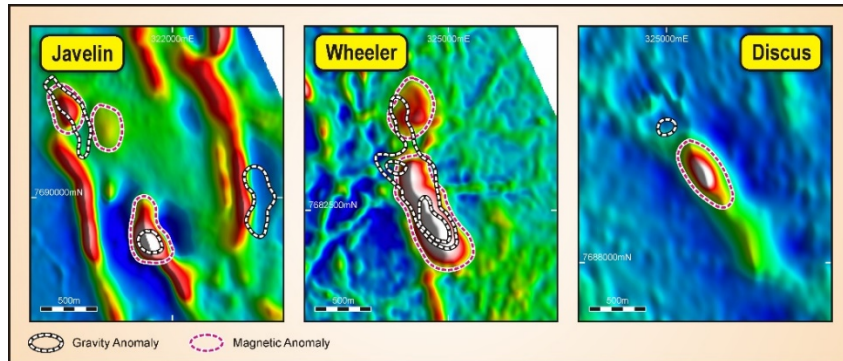 Javelin
322000mE
7690000mN
500m
Wheeler
325000mE
7682500mN
500m
Discus
325000mE
7688000mN
500m
Gravity Anomaly
Magnetic Anomaly